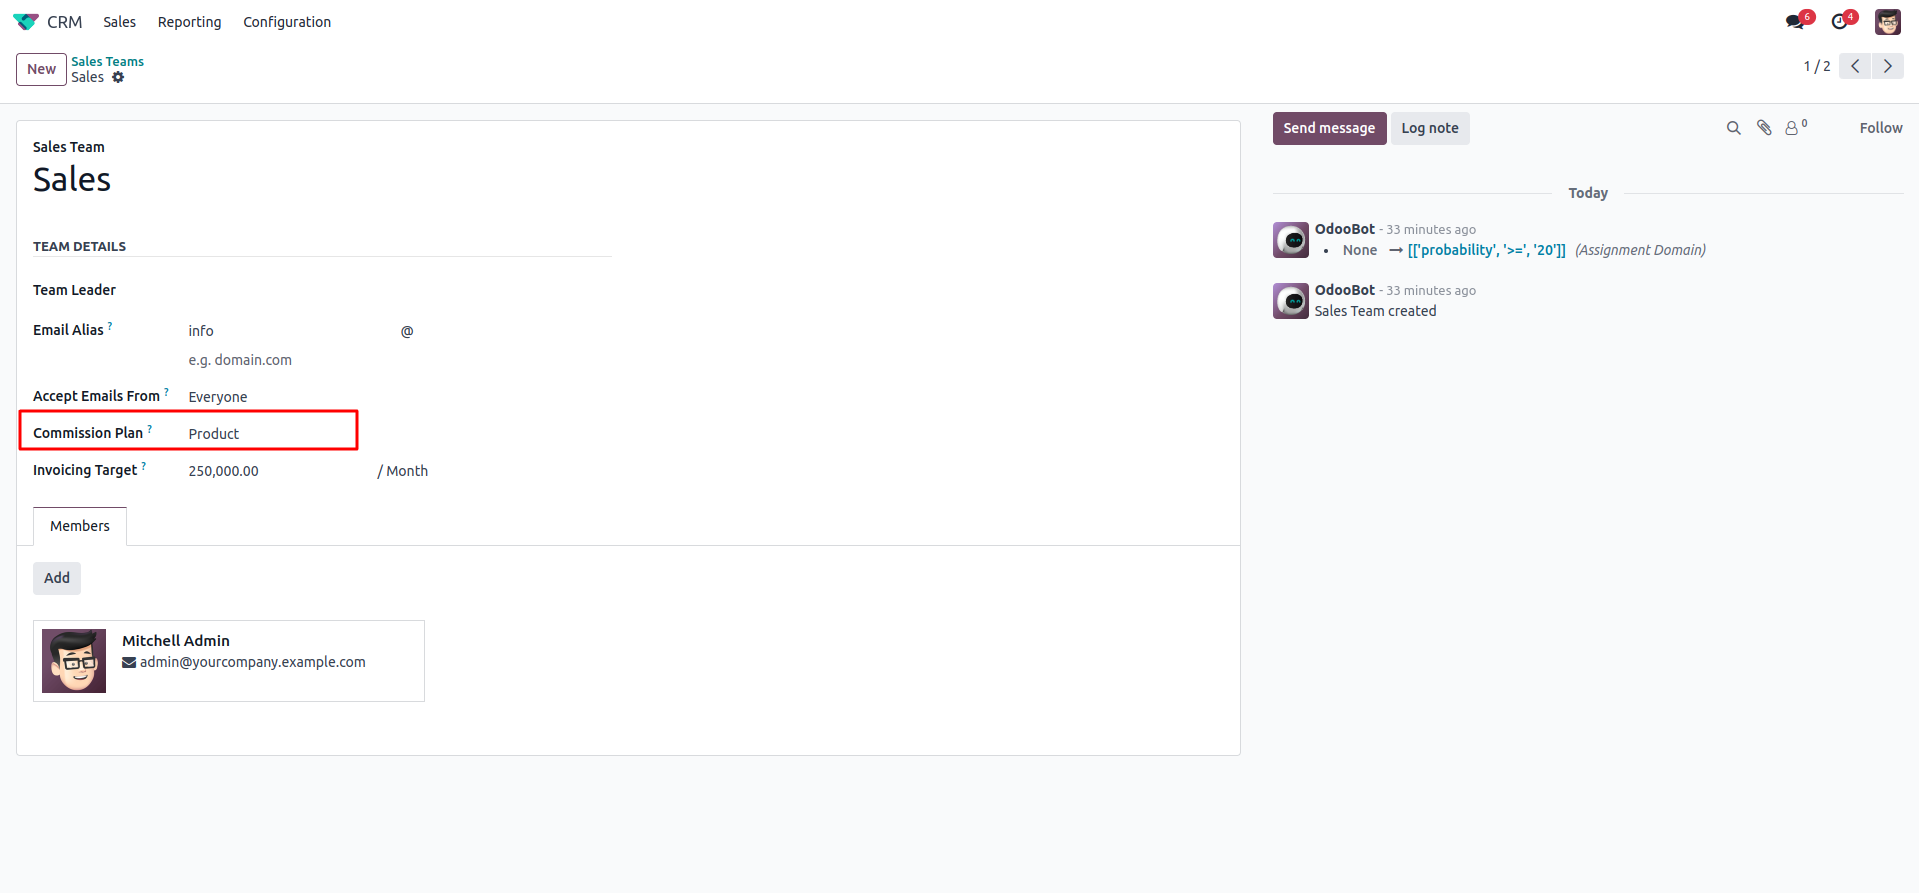 CRM Sales Reporting Configuration 6 4
New Sales Teams
Sales
1 / 2
Sales Team
Sales
TEAM DETAILS
Team Leader
Email Alias ? info @
e.g. domain.com
Accept Emails From ? Everyone
Commission Plan ? Product
Invoicing Target ? 250,000.00 / Month
Members
Add
Mitchell Admin
admin@yourcompany.example.com
Send message Log note 0 Follow
Today
OdooBot - 33 minutes ago
• None → [['probability', '>=', '20']] (Assignment Domain)
OdooBot - 33 minutes ago
Sales Team created